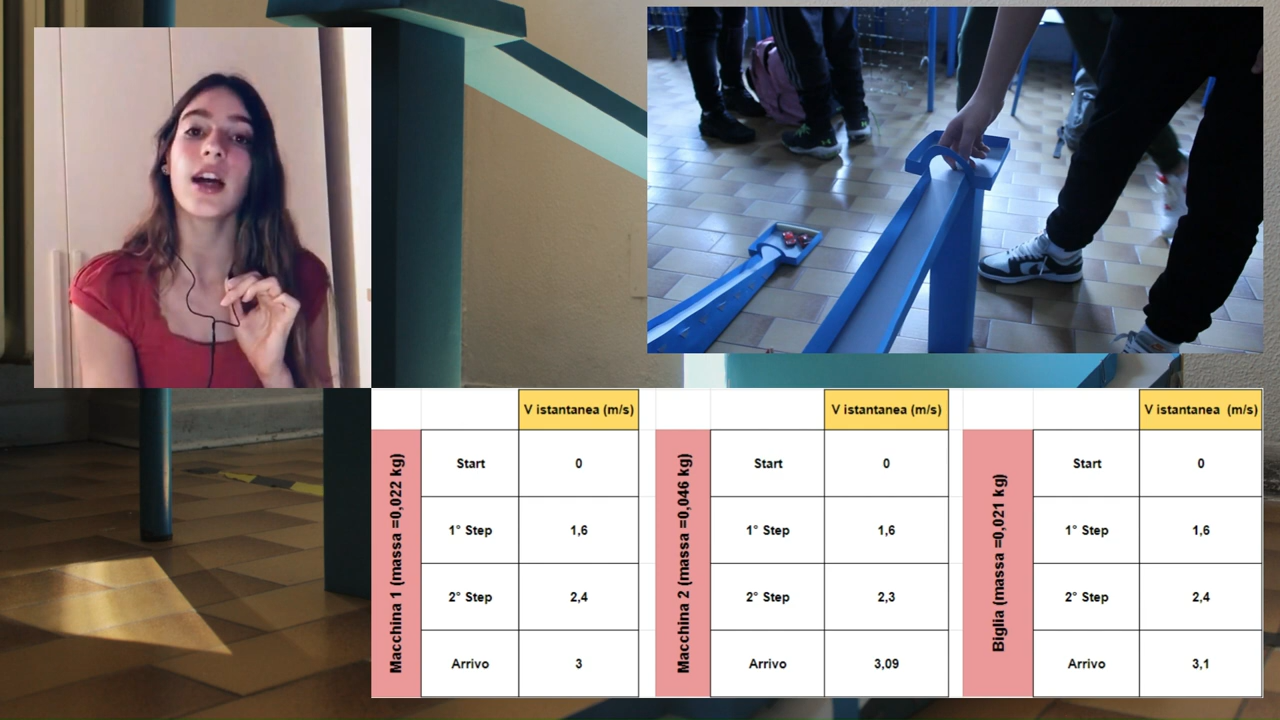 V istantanea (m/s)
Macchina 1 (massa =0,022 kg)
Start 0
1° Step 1,6
2° Step 2,4
Arrivo 3
V istantanea (m/s)
Macchina 2 (massa =0,046 kg)
Start 0
1° Step 1,6
2° Step 2,3
Arrivo 3,09
V istantanea (m/s)
Biglia (massa =0,021 kg)
Start 0
1° Step 1,6
2° Step 2,4
Arrivo 3,1